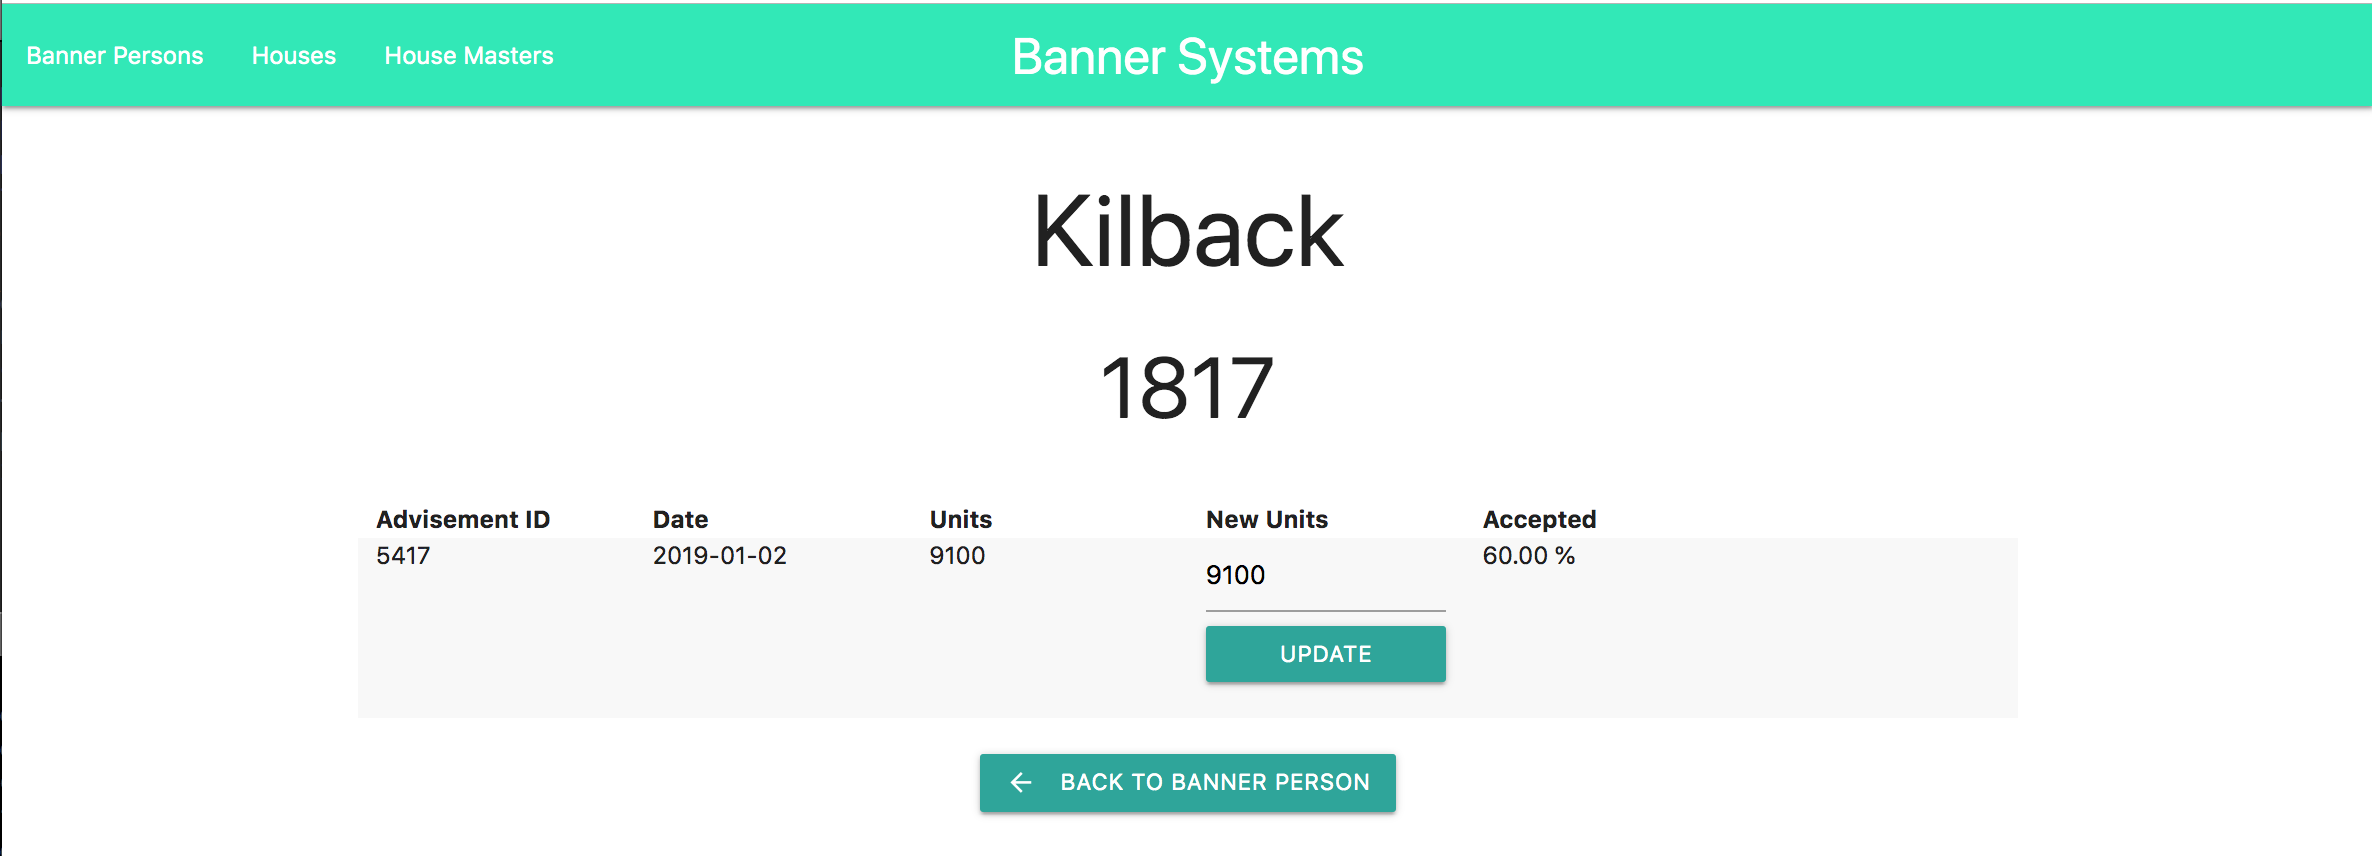 Banner Persons Houses House Masters Banner Systems
Kilback
1817
Advisement ID Date Units New Units Accepted
5417 2019-01-02 9100 9100 60.00 %
UPDATE
BACK TO BANNER PERSON